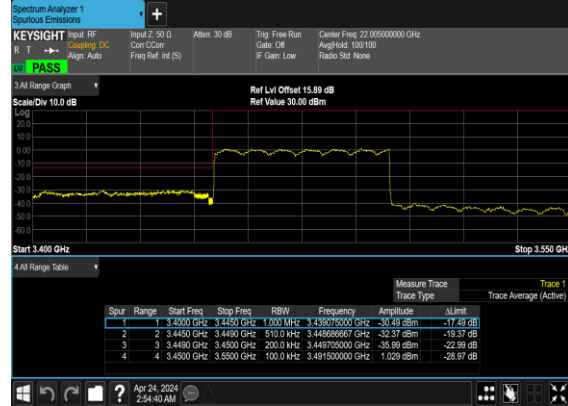 Spectrum Analyzer 1
Spurious Emissions
KEYSIGHT Input: RF Input Z: 50 Ω Atten: 30 dB Trig: Free Run Center Freq: 22.005000000 GHz
R T Coupling: DC Corr CCorr Gate: Off Avg|Hold: 100/100
Align: Auto Freq Ref: Int (S) IF Gain: Low Radio Std: None
PASS
3 All Range Graph Ref Lvl Offset 15.89 dB
Scale/Div 10.0 dB Ref Value 30.00 dBm
Log
20.0
10.0
0.00
-10.0
-20.0
-30.0
-40.0
-50.0
-60.0
Start 3.400 GHz Stop 3.550 GH
4 All Range Table
Measure Trace Trace 1
Trace Type Trace Average (Active)
Spur Range Start Freq Stop Freq RBW Frequency Amplitude ΔLimit
1 1 3.4000 GHz 3.4450 GHz 1.000 MHz 3.439075000 GHz -30.49 dBm -17.49 dB
2 2 3.4450 GHz 3.4490 GHz 510.0 kHz 3.448686667 GHz -32.37 dBm -19.37 dB
3 3 3.4490 GHz 3.4500 GHz 200.0 kHz 3.449705000 GHz -35.99 dBm -22.99 dB
4 4 3.4500 GHz 3.5500 GHz 100.0 kHz 3.491500000 GHz 1.029 dBm -28.97 dB
? Apr 24, 2024
2:54:40 AM